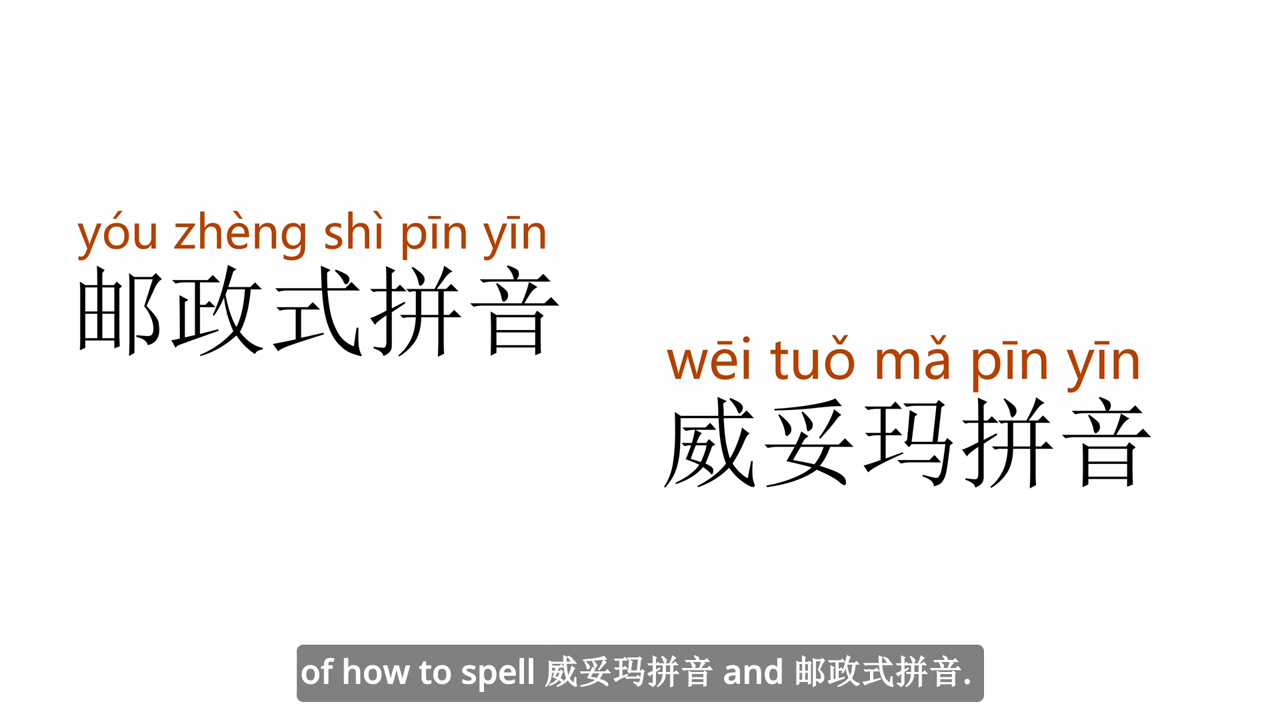 yóu zhèng shì pīn yīn
邮政式拼音
wēi tuǒ mǎ pīn yīn
威妥玛拼音
of how to spell 威妥玛拼音 and 邮政式拼音.